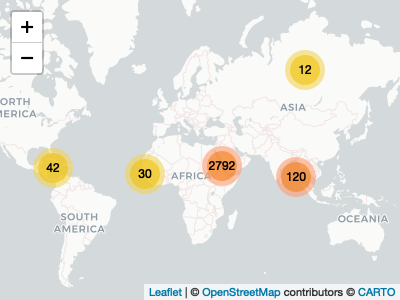 +
−
12
ASIA
NORTH
AMERICA
42
30
AFRICA
2792
120
SOUTH
AMERICA
OCEANIA
Leaflet | © OpenStreetMap contributors © CARTO